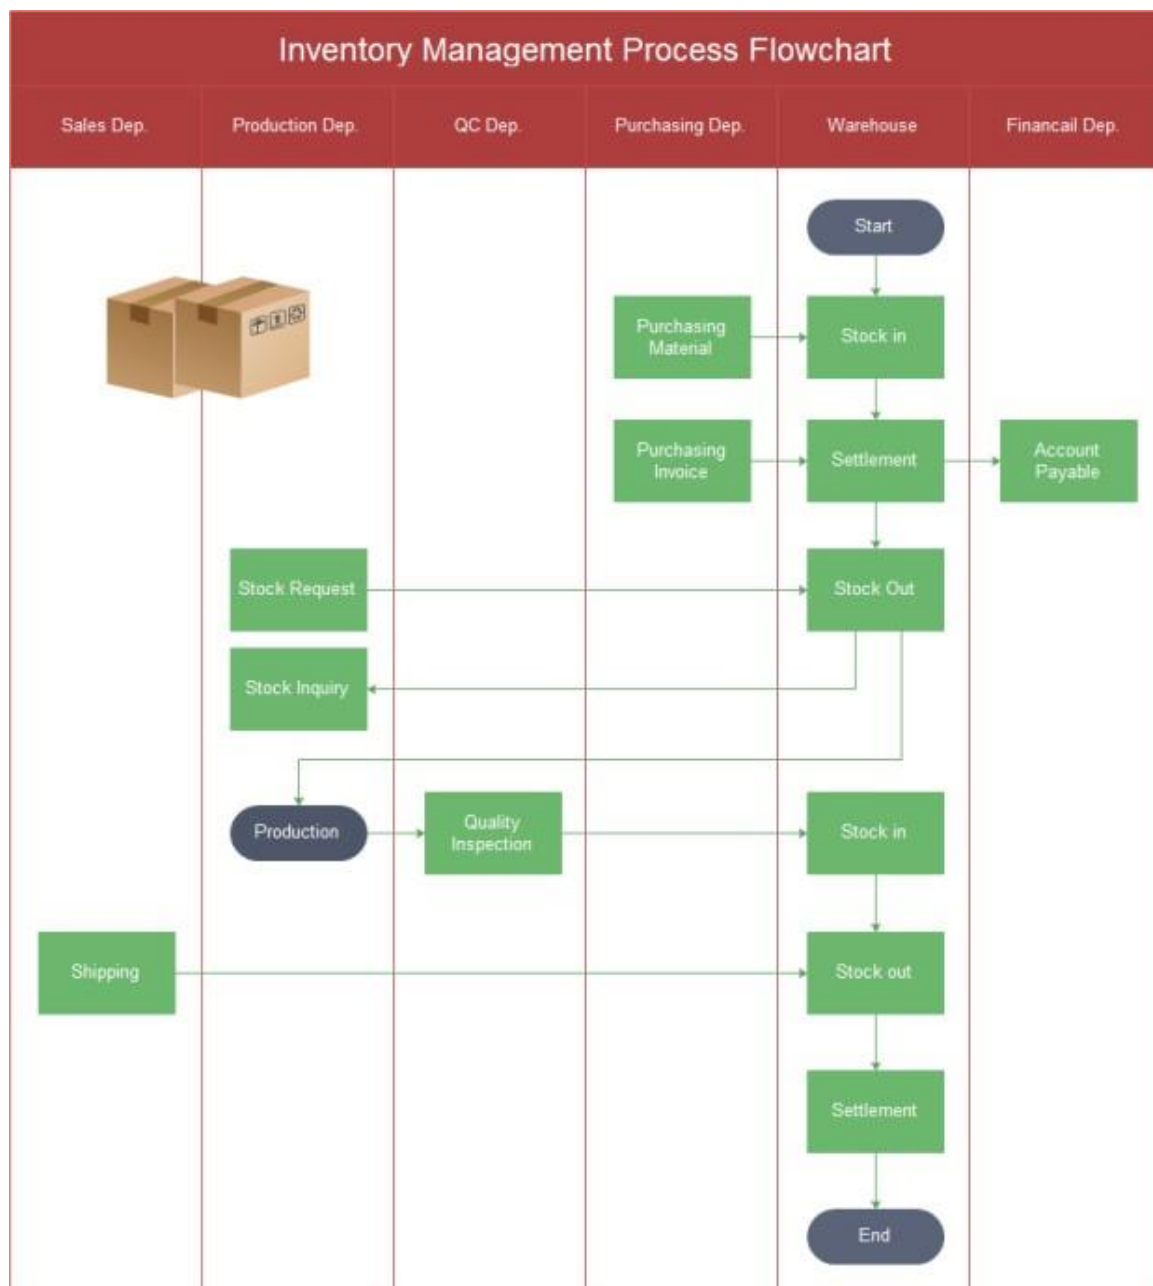 Inventory Management Process Flowchart
Sales Dep.
Production Dep.
QC Dep.
Purchasing Dep.
Warehouse
Financail Dep.
Start
Purchasing
Material
Stock in
Purchasing
Invoice
Settlement
Account
Payable
Stock Request
Stock Out
Stock Inquiry
Production
Quality
Inspection
Stock in
Shipping
Stock out
Settlement
End